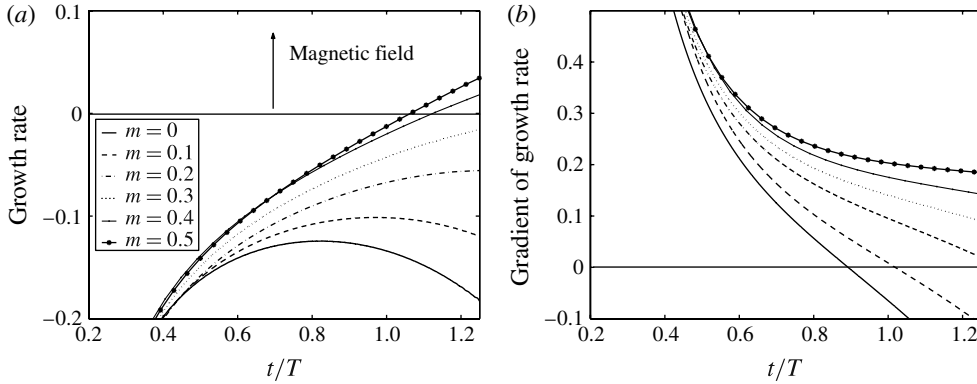 (a)
0.1
0
−0.1
−0.2
Growth rate
Magnetic field
m = 0
m = 0.1
m = 0.2
m = 0.3
m = 0.4
m = 0.5
0.2 0.4 0.6 0.8 1.0 1.2
t/T
(b)
0.4
0.3
0.2
0.1
0
−0.1
Gradient of growth rate
0.2 0.4 0.6 0.8 1.0 1.2
t/T